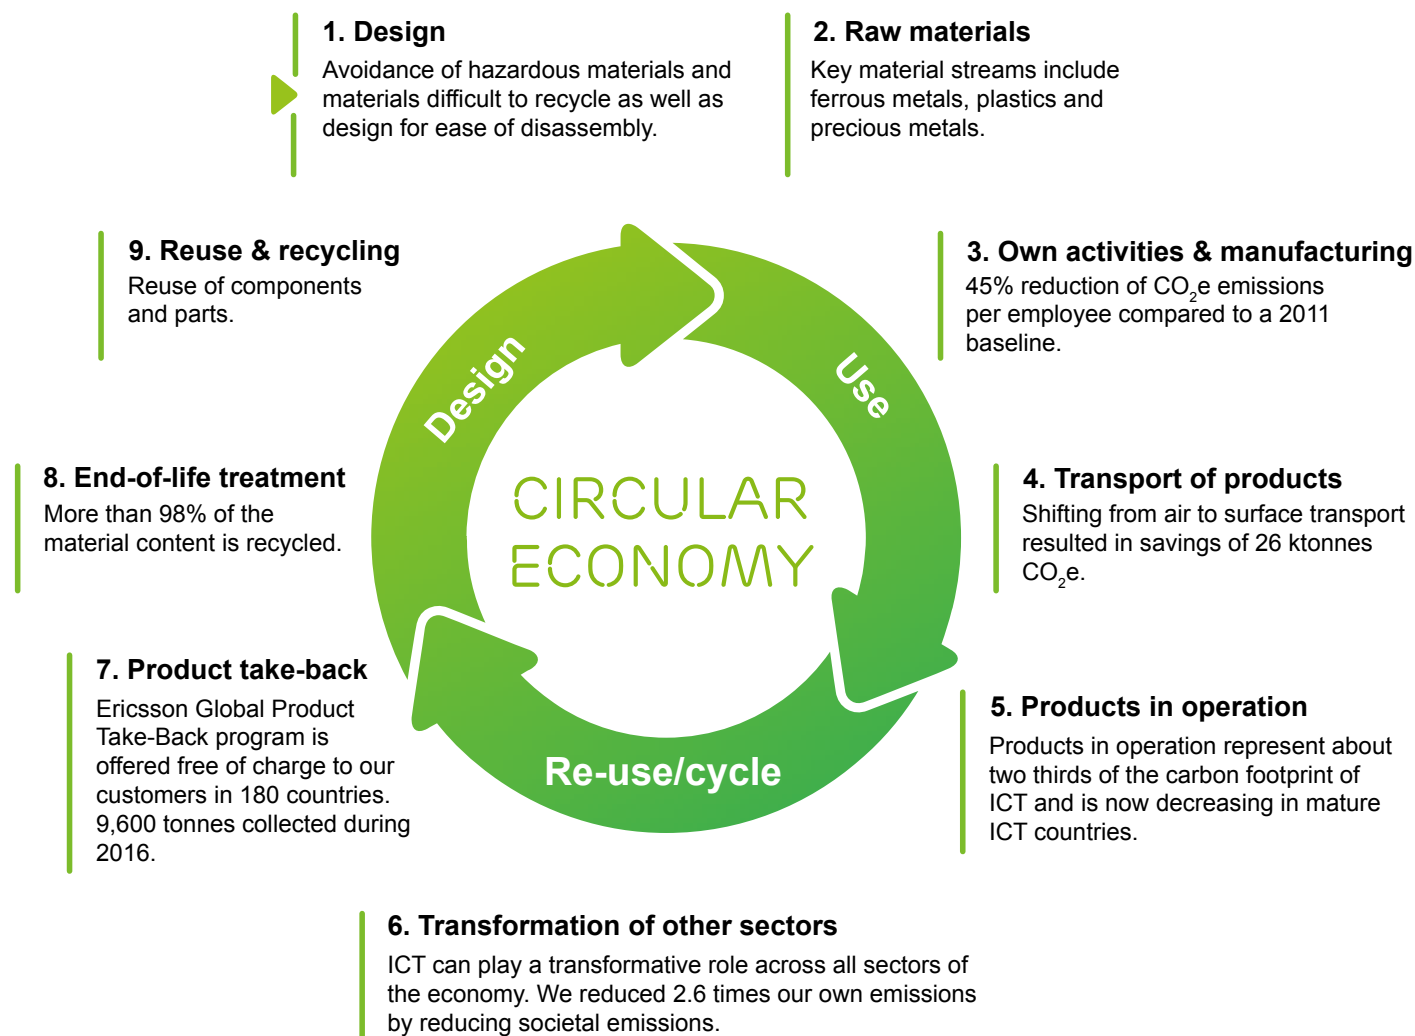 1. Design
Avoidance of hazardous materials and
materials difficult to recycle as well as
design for ease of disassembly.
2. Raw materials
Key material streams include
ferrous metals, plastics and
precious metals.
3. Own activities & manufacturing
45% reduction of CO₂e emissions
per employee compared to a 2011
baseline.
4. Transport of products
Shifting from air to surface transport
resulted in savings of 26 ktonnes
CO₂e.
5. Products in operation
Products in operation represent about
two thirds of the carbon footprint of
ICT and is now decreasing in mature
ICT countries.
6. Transformation of other sectors
ICT can play a transformative role across all sectors of
the economy. We reduced 2.6 times our own emissions
by reducing societal emissions.
7. Product take-back
Ericsson Global Product
Take-Back program is
offered free of charge to our
customers in 180 countries.
9,600 tonnes collected during
2016.
8. End-of-life treatment
More than 98% of the
material content is recycled.
9. Reuse & recycling
Reuse of components
and parts.
Design
Use
Re-use/cycle
CIRCULAR
ECONOMY